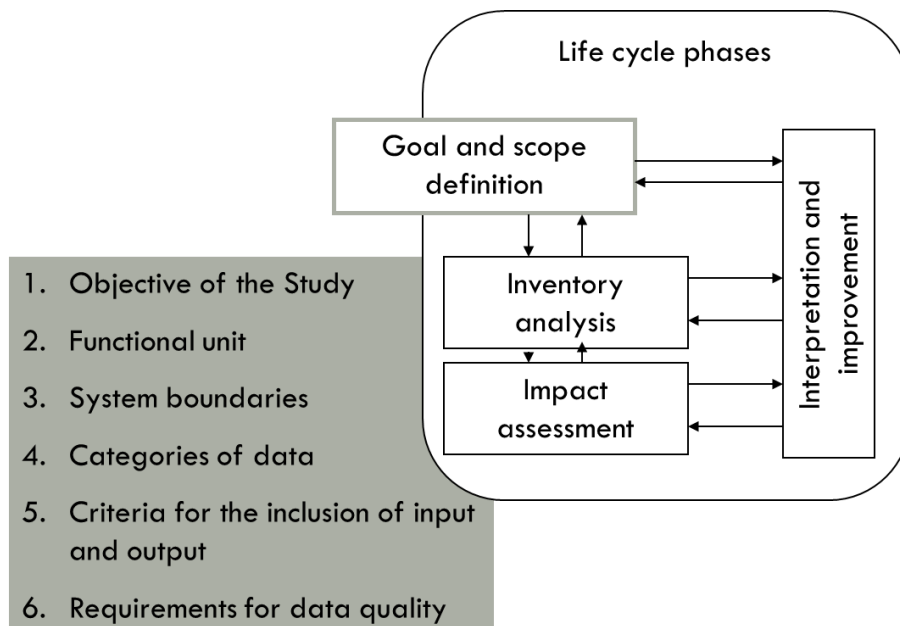 Life cycle phases
Goal and scope
definition
Interpretation and
improvement
Inventory
analysis
Impact
assessment
1. Objective of the Study
2. Functional unit
3. System boundaries
4. Categories of data
5. Criteria for the inclusion of input
and output
6. Requirements for data quality